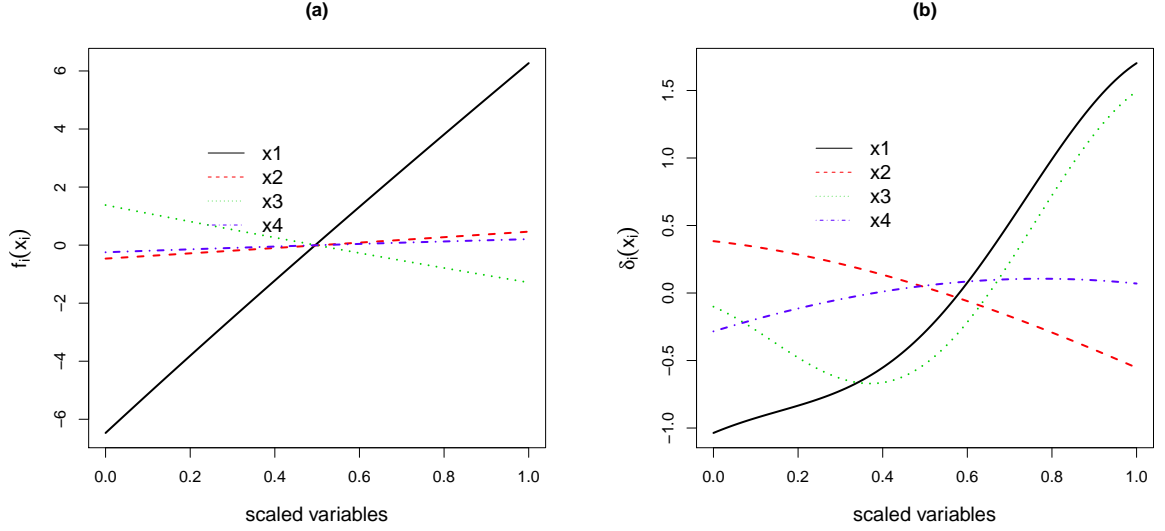 (a)
fᵢ(xᵢ)
6
4
2
0
−2
−4
−6
x1
x2
x3
x4
0.0 0.2 0.4 0.6 0.8 1.0
scaled variables
(b)
δᵢ(xᵢ)
1.5
1.0
0.5
0.0
−0.5
−1.0
x1
x2
x3
x4
0.0 0.2 0.4 0.6 0.8 1.0
scaled variables